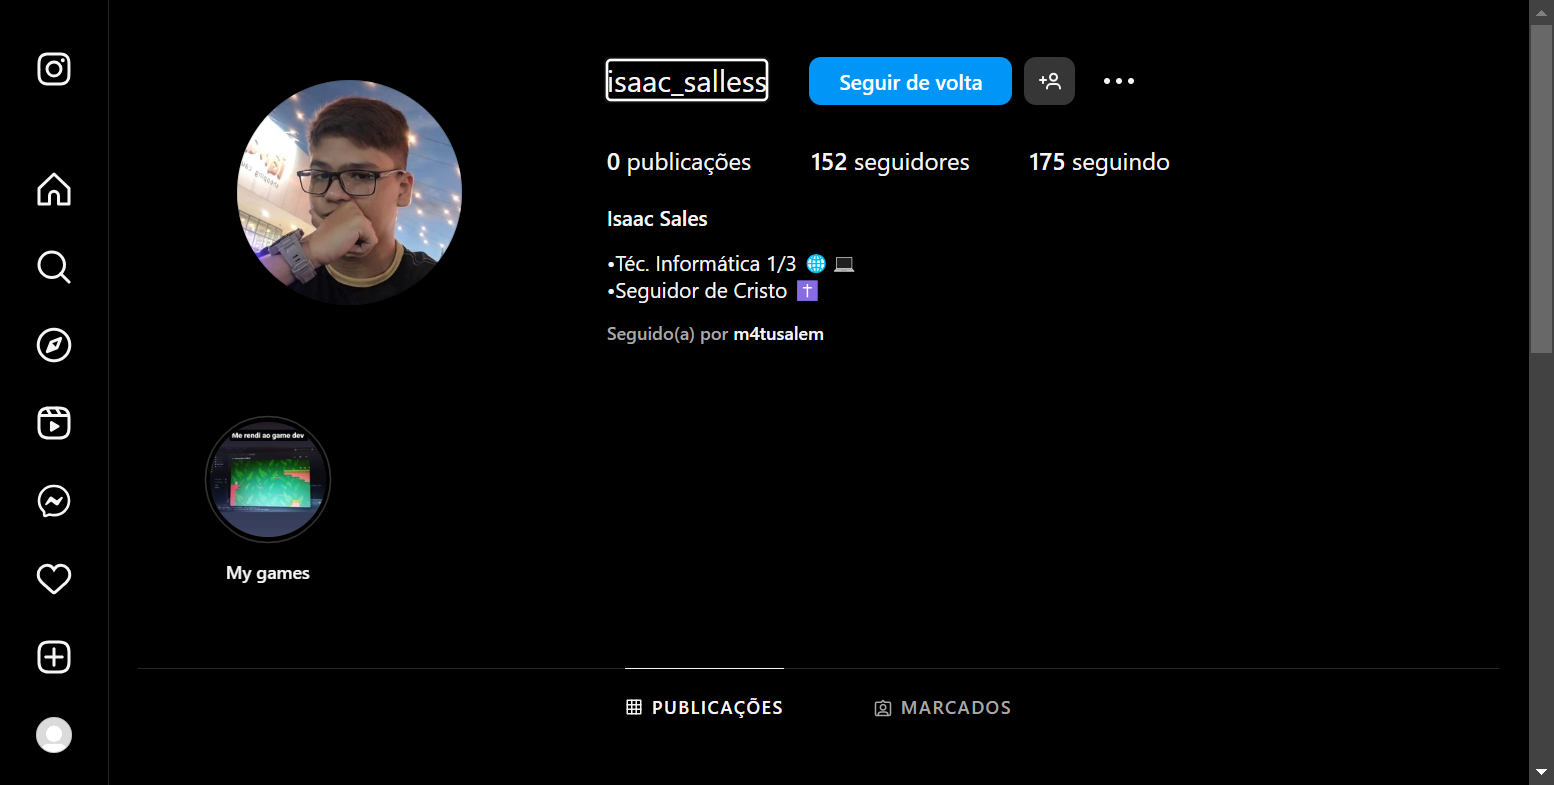 isaac_salless
Seguir de volta
0 publicações
152 seguidores
175 seguindo
Isaac Sales
•Téc. Informática 1/3 🌐 💻
•Seguidor de Cristo ✝️
Seguido(a) por m4tusalem
Me rendi ao game dev
My games
PUBLICAÇÕES
MARCADOS